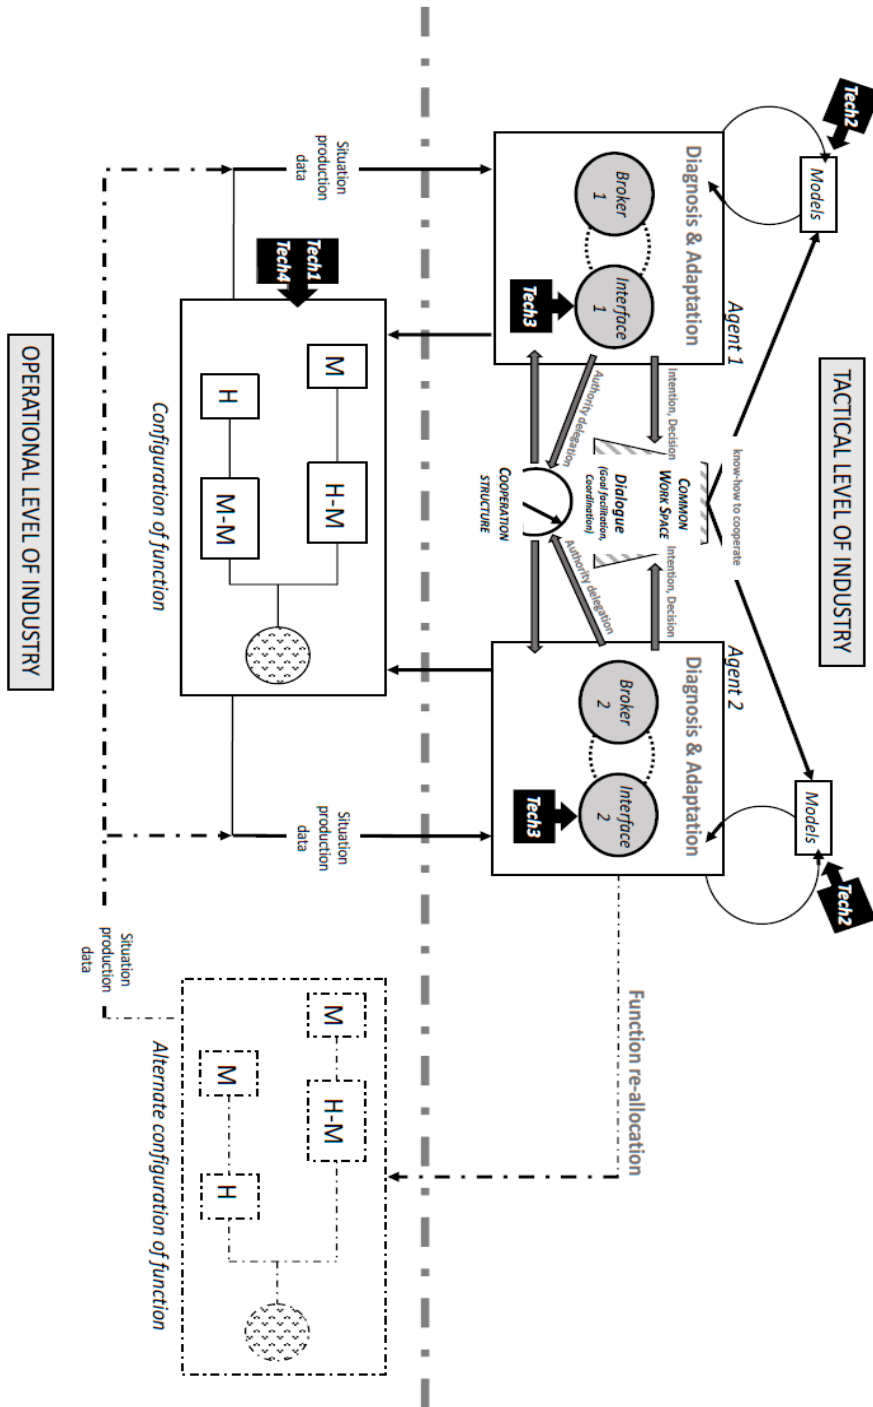 TACTICAL LEVEL OF INDUSTRY
Tech2
Models
know-how to cooperate
Models
Tech2
Agent 1
Diagnosis & Adaptation
Broker
1
Interface
1
Tech3
Intention, Decision
Authority delegation
COMMON
WORK SPACE
Dialogue
(Goal facilitation,
Coordination)
COOPERATION
STRUCTURE
Intention, Decision
Authority delegation
Agent 2
Diagnosis & Adaptation
Broker
2
Interface
2
Tech3
Function re-allocation
Situation
production
data
Tech1
Tech4
M
H-M
H
M-M
Configuration of function
Situation
production
data
M
H-M
M
H
Alternate configuration of function
Situation
production
data
OPERATIONAL LEVEL OF INDUSTRY